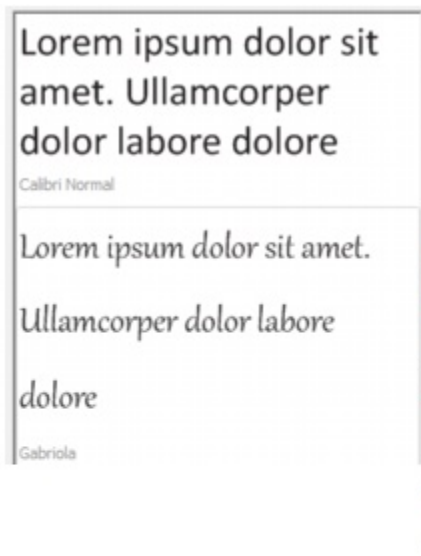 Lorem ipsum dolor sit
amet. Ullamcorper
dolor labore dolore
Calibri Normal
Lorem ipsum dolor sit amet.
Ullamcorper dolor labore
dolore
Gabriola